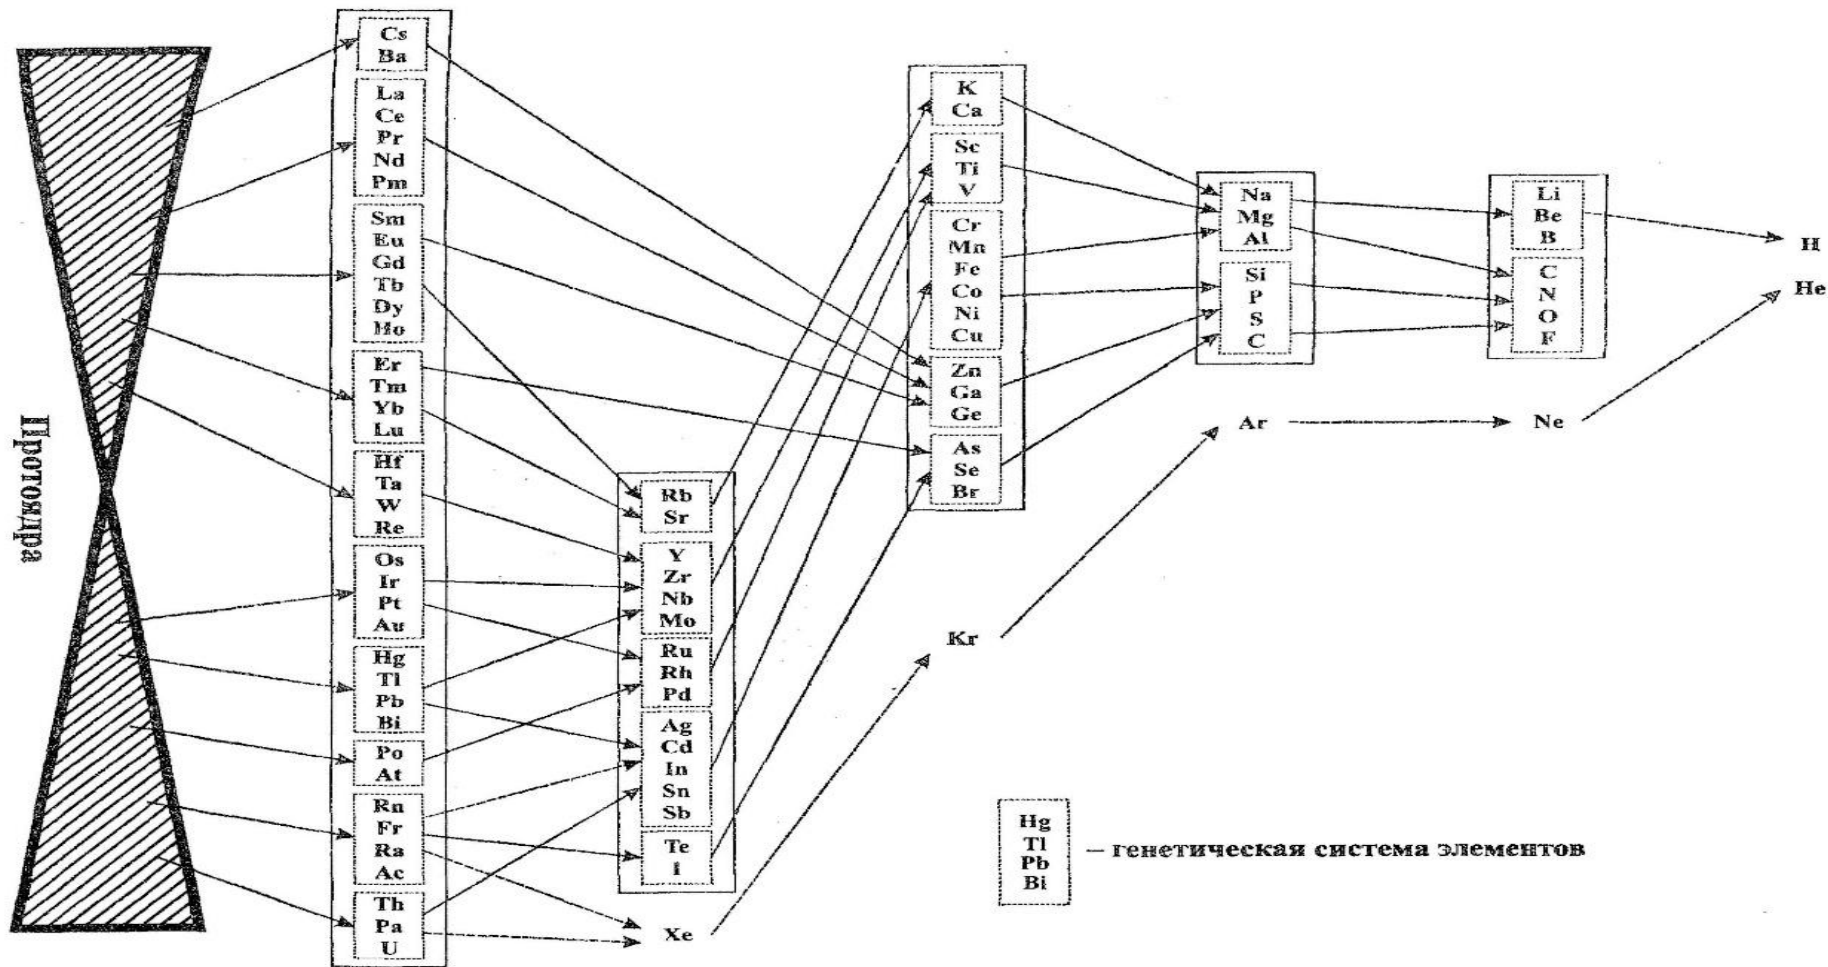 Протоядра
Cs
Ba
La
Ce
Pr
Nd
Pm
Sm
Eu
Gd
Tb
Dy
Ho
Er
Tm
Yb
Lu
Hf
Ta
W
Re
Os
Ir
Pt
Au
Hg
Tl
Pb
Bi
Po
At
Rn
Fr
Ra
Ac
Th
Pa
U
Rb
Sr
Y
Zr
Nb
Mo
Ru
Rh
Pd
Ag
Cd
In
Sn
Sb
Te
I
Xe
K
Ca
Sc
Ti
V
Cr
Mn
Fe
Co
Ni
Cu
Zn
Ga
Ge
As
Se
Br
Kr
Na
Mg
Al
Si
P
S
C
Ar
Li
Be
B
C
N
O
F
Ne
H
He
Hg
Tl
Pb
Bi
– генетическая система элементов